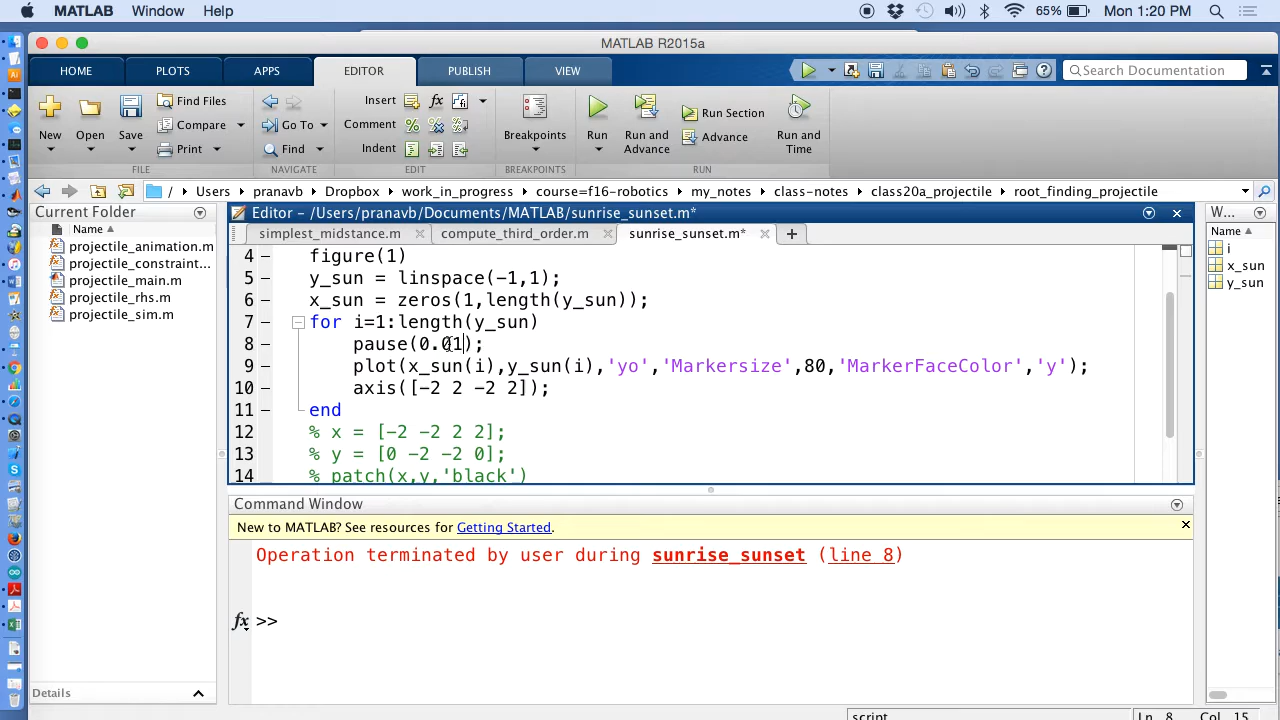 MATLAB Window Help 65% Mon 1:20 PM
MATLAB R2015a
HOME PLOTS APPS EDITOR PUBLISH VIEW Search Documentation
New Open Save Find Files Compare Print Go To Find Insert fx Comment Indent Breakpoints Run Run and Advance Run Section Advance Run and Time
FILE NAVIGATE EDIT BREAKPOINTS RUN
/ Users pranavb Dropbox work_in_progress course=f16-robotics my_notes class-notes class20a_projectile root_finding_projectile
Current Folder
Name
projectile_animation.m
projectile_constraint...
projectile_main.m
projectile_rhs.m
projectile_sim.m
Details
Editor - /Users/pranavb/Documents/MATLAB/sunrise_sunset.m*
simplest_midstance.m compute_third_order.m sunrise_sunset.m*
4 - figure(1)
5 - y_sun = linspace(-1,1);
6 - x_sun = zeros(1,length(y_sun));
7 - for i=1:length(y_sun)
8 - pause(0.01);
9 - plot(x_sun(i),y_sun(i),'yo','Markersize',80,'MarkerFaceColor','y');
10 - axis([-2 2 -2 2]);
11 - end
12 % x = [-2 -2 2 2];
13 % y = [0 -2 -2 0];
14 % patch(x,y,'black')
Command Window
New to MATLAB? See resources for Getting Started.
Operation terminated by user during sunrise_sunset (line 8)
fx >>
W...
Name
i
x_sun
y_sun
script Ln 8 Col 15